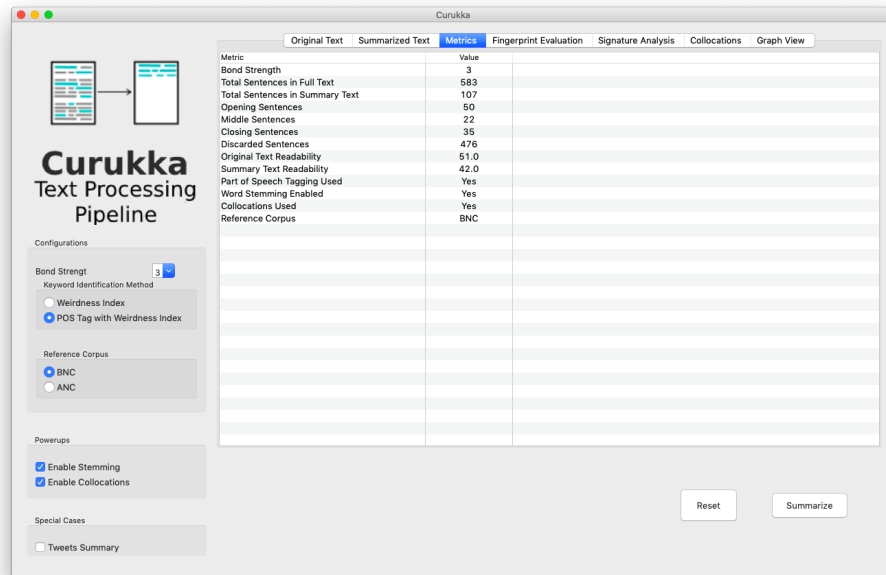 Curukka
Original Text Summarized Text Metrics Fingerprint Evaluation Signature Analysis Collocations Graph View
Curukka
Text Processing
Pipeline
Configurations
Bond Strengt 3
Keyword Identification Method
Weirdness Index
POS Tag with Weirdness Index
Reference Corpus
BNC
ANC
Powerups
Enable Stemming
Enable Collocations
Special Cases
Tweets Summary
Metric Value
Bond Strength 3
Total Sentences in Full Text 583
Total Sentences in Summary Text 107
Opening Sentences 50
Middle Sentences 22
Closing Sentences 35
Discarded Sentences 476
Original Text Readability 51.0
Summary Text Readability 42.0
Part of Speech Tagging Used Yes
Word Stemming Enabled Yes
Collocations Used Yes
Reference Corpus BNC
Reset Summarize